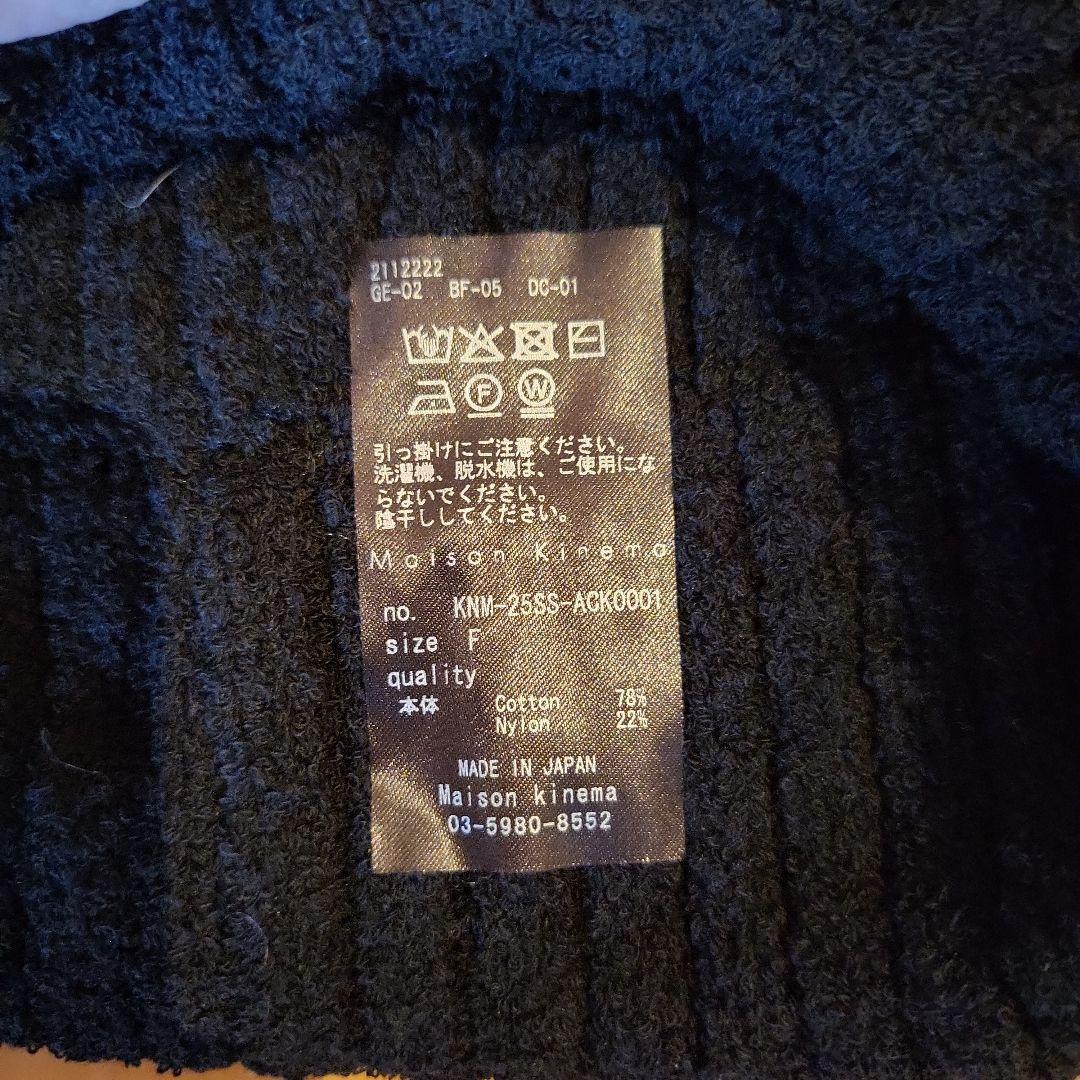 2112222
GE-02 BF-05 DC-01
F W
引っ掛けにご注意ください。
洗濯機、脱水機は、ご使用にな
らないでください。
陰干ししてください。
Maison Kinema
no. KNM-25SS-ACK0001
size F
quality
本体 Cotton 78%
Nylon 22%
MADE IN JAPAN
Maison kinema
03-5980-8552